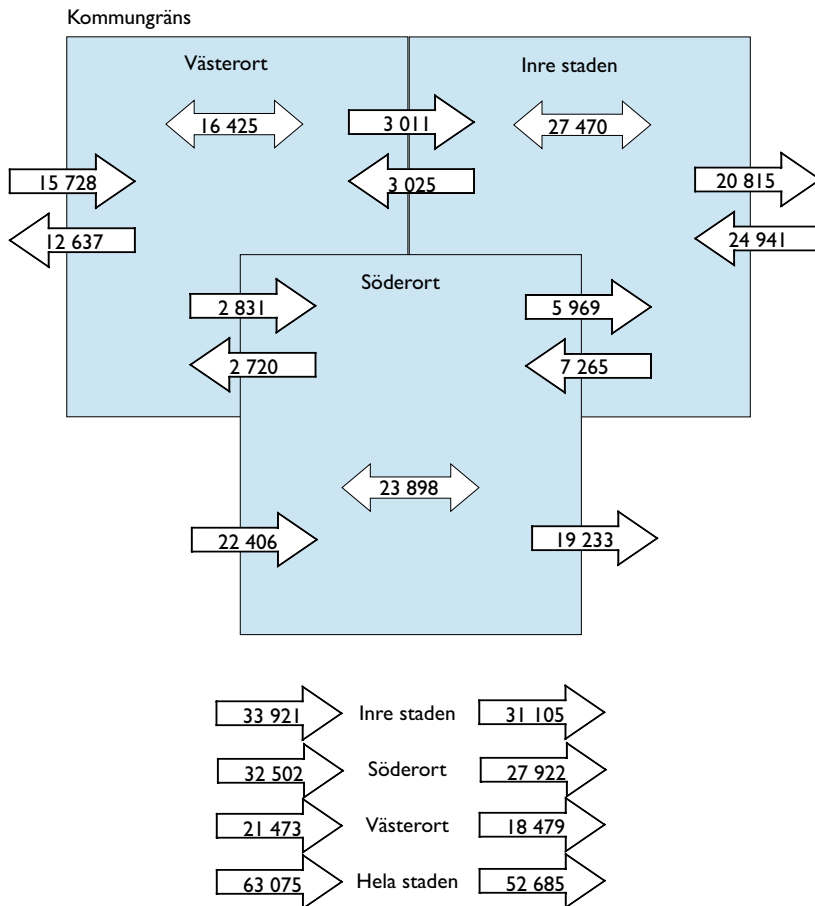 Kommungräns
Västerort
Inre staden
16 425
3 011
27 470
15 728
3 025
20 815
12 637
24 941
Söderort
2 831
5 969
2 720
7 265
23 898
22 406
19 233
33 921 Inre staden 31 105
32 502 Söderort 27 922
21 473 Västerort 18 479
63 075 Hela staden 52 685